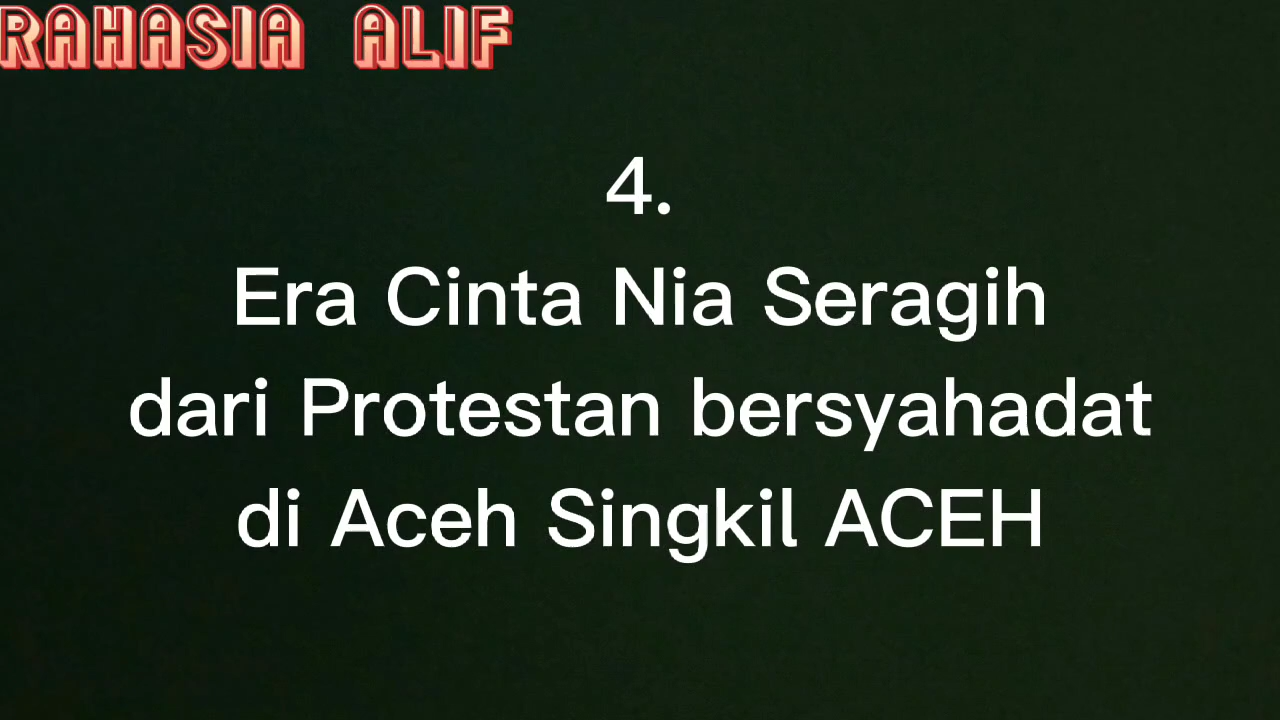 RAHASIA ALIF
4.
Era Cinta Nia Seragih
dari Protestan bersyahadat
di Aceh Singkil ACEH